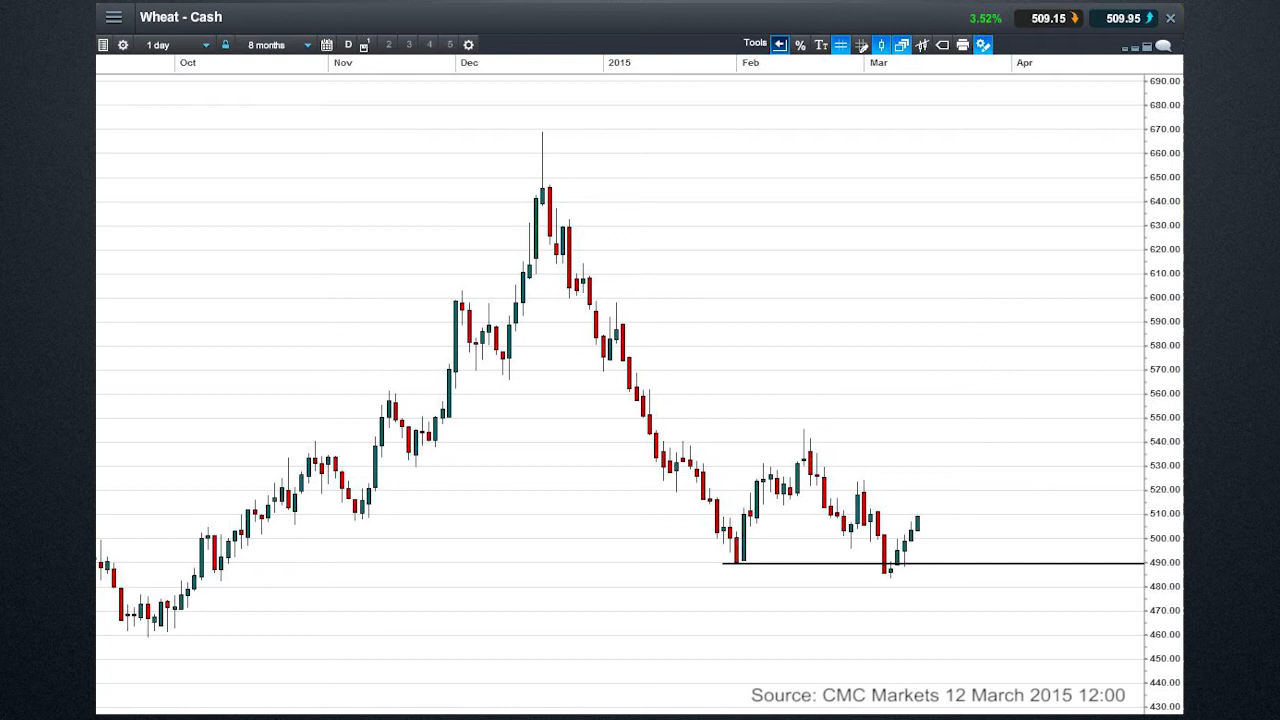 Wheat - Cash
3.52%
509.15
509.95
1 day
8 months
D
1
2
3
4
5
Tools
%
TT
Oct
Nov
Dec
2015
Feb
Mar
Apr
690.00
680.00
670.00
660.00
650.00
640.00
630.00
620.00
610.00
600.00
590.00
580.00
570.00
560.00
550.00
540.00
530.00
520.00
510.00
500.00
490.00
480.00
470.00
460.00
450.00
440.00
430.00
Source: CMC Markets 12 March 2015 12:00